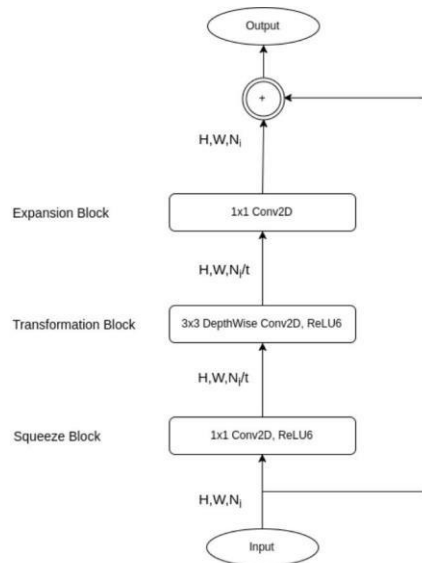 Output
+
H,W,Nᵢ
Expansion Block
1x1 Conv2D
H,W,Nᵢ/t
Transformation Block
3x3 DepthWise Conv2D, ReLU6
H,W,Nᵢ/t
Squeeze Block
1x1 Conv2D, ReLU6
H,W,Nᵢ
Input